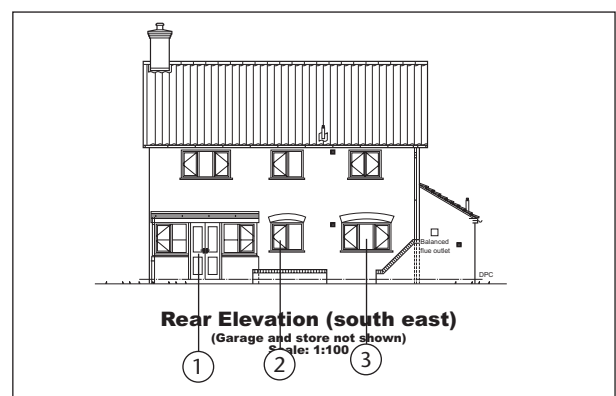 Balanced
flue outlet
DPC
Rear Elevation (south east)
(Garage and store not shown)
Scale: 1:100
1
2
3